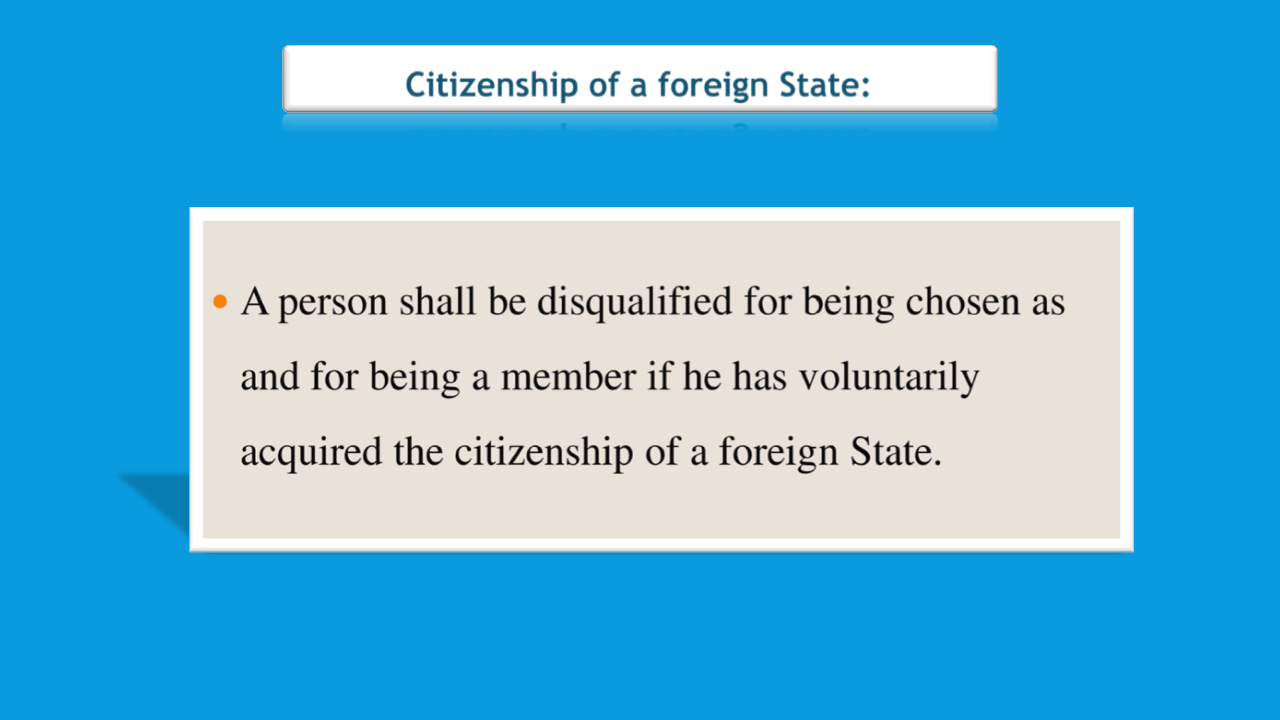 Citizenship of a foreign State:
• A person shall be disqualified for being chosen as
and for being a member if he has voluntarily
acquired the citizenship of a foreign State.